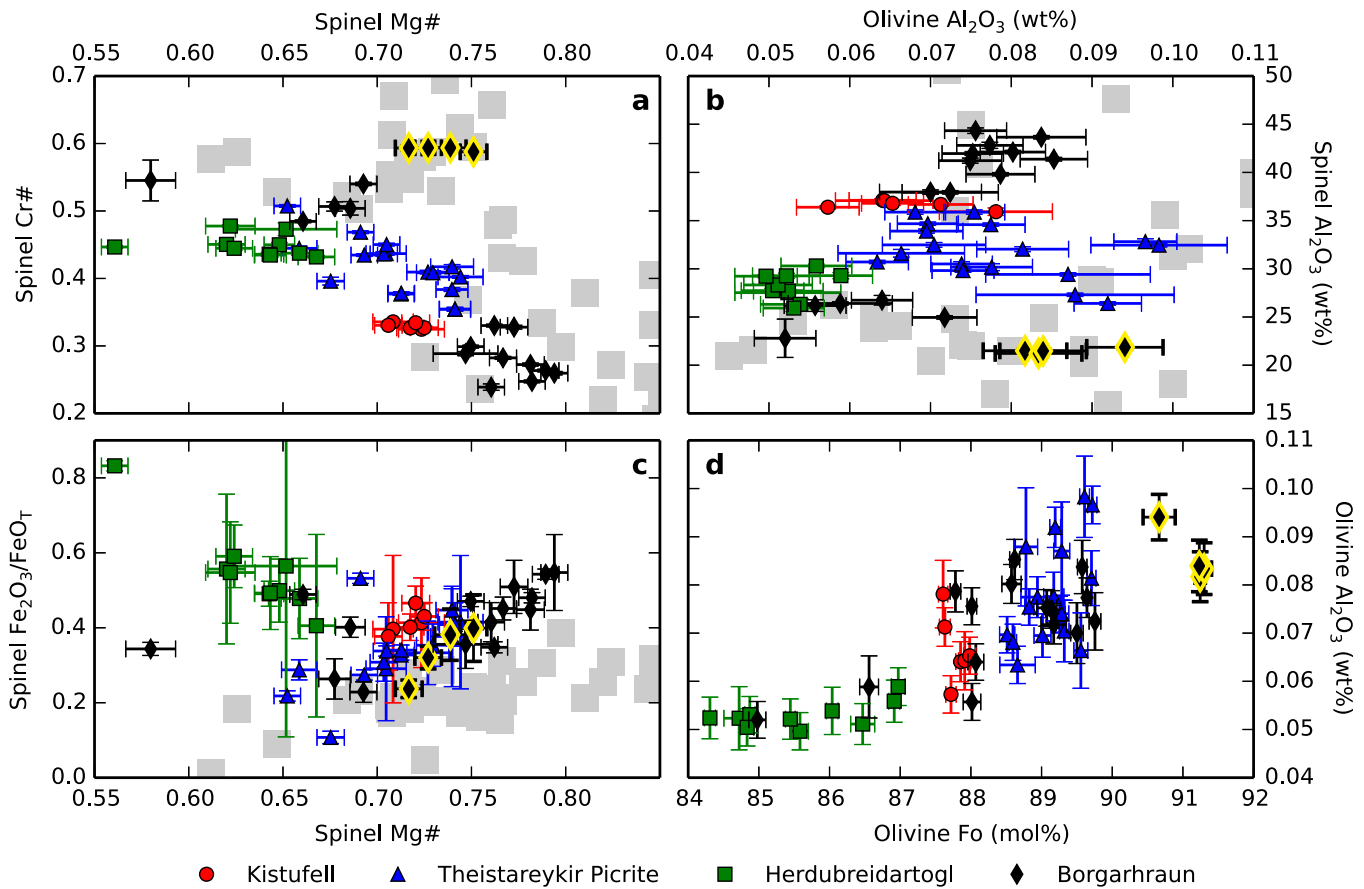 Spinel Mg#
Olivine Al₂O₃ (wt%)
0.55 0.60 0.65 0.70 0.75 0.80
0.04 0.05 0.06 0.07 0.08 0.09 0.10 0.11
a
b
Spinel Cr#
0.7
0.6
0.5
0.4
0.3
0.2
50
45
40
35
30
25
20
15
Spinel Al₂O₃ (wt%)
c
d
Spinel Fe₂O₃/FeO_T
0.8
0.6
0.4
0.2
0.0
0.11
0.10
0.09
0.08
0.07
0.06
0.05
0.04
Olivine Al₂O₃ (wt%)
0.55 0.60 0.65 0.70 0.75 0.80
84 85 86 87 88 89 90 91 92
Spinel Mg#
Olivine Fo (mol%)
Kistufell Theistareykir Picrite Herdubreidartogl Borgarhraun